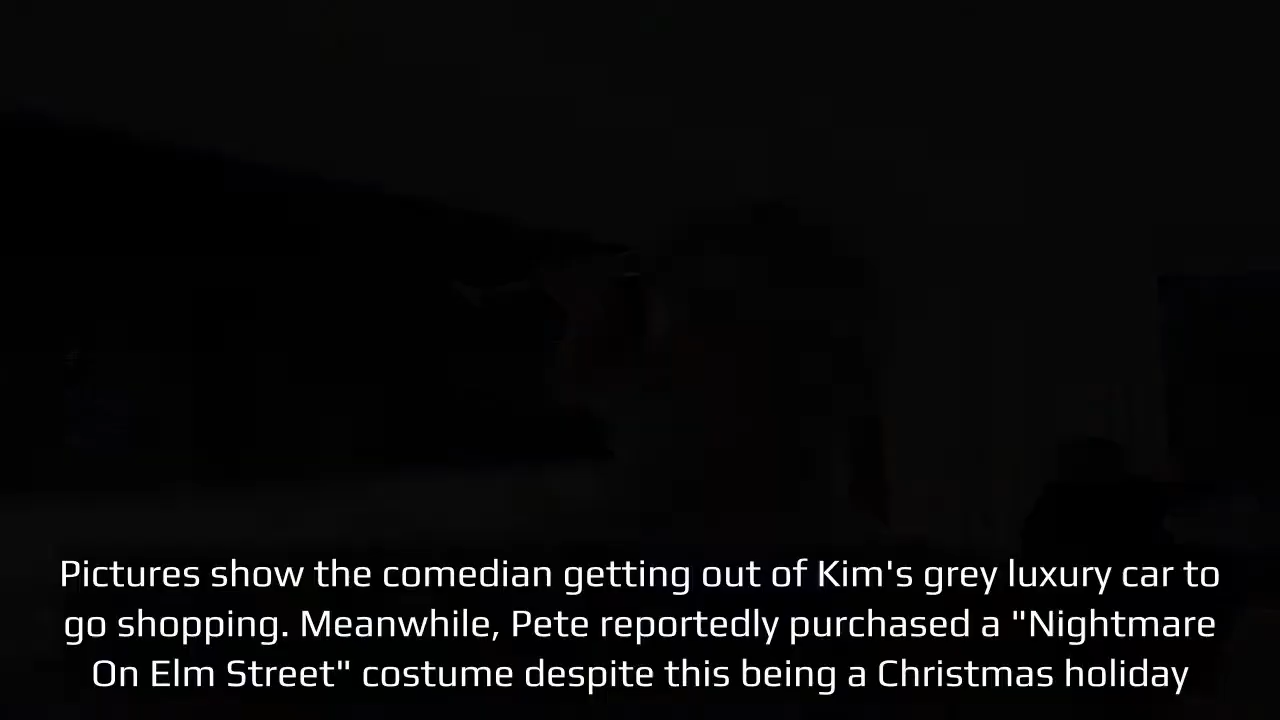 Pictures show the comedian getting out of Kim's grey luxury car to
go shopping. Meanwhile, Pete reportedly purchased a "Nightmare
On Elm Street" costume despite this being a Christmas holiday